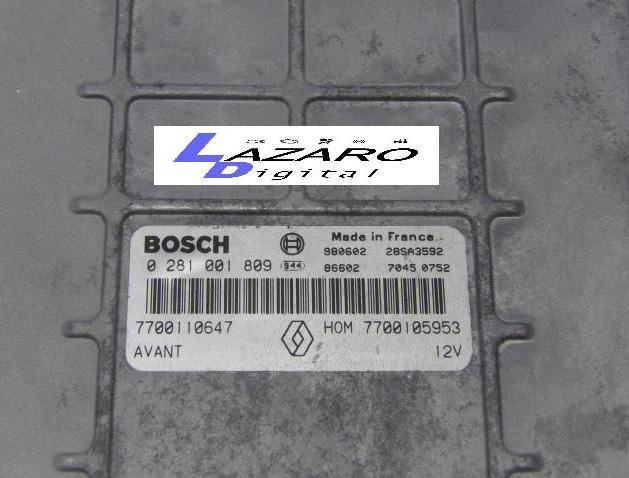 LAZARO
Digital
BOSCH Made in France
980602 28SA3592
0 281 001 809 944 86602 7045 0752
7700110647 HOM 7700105953
AVANT 12V